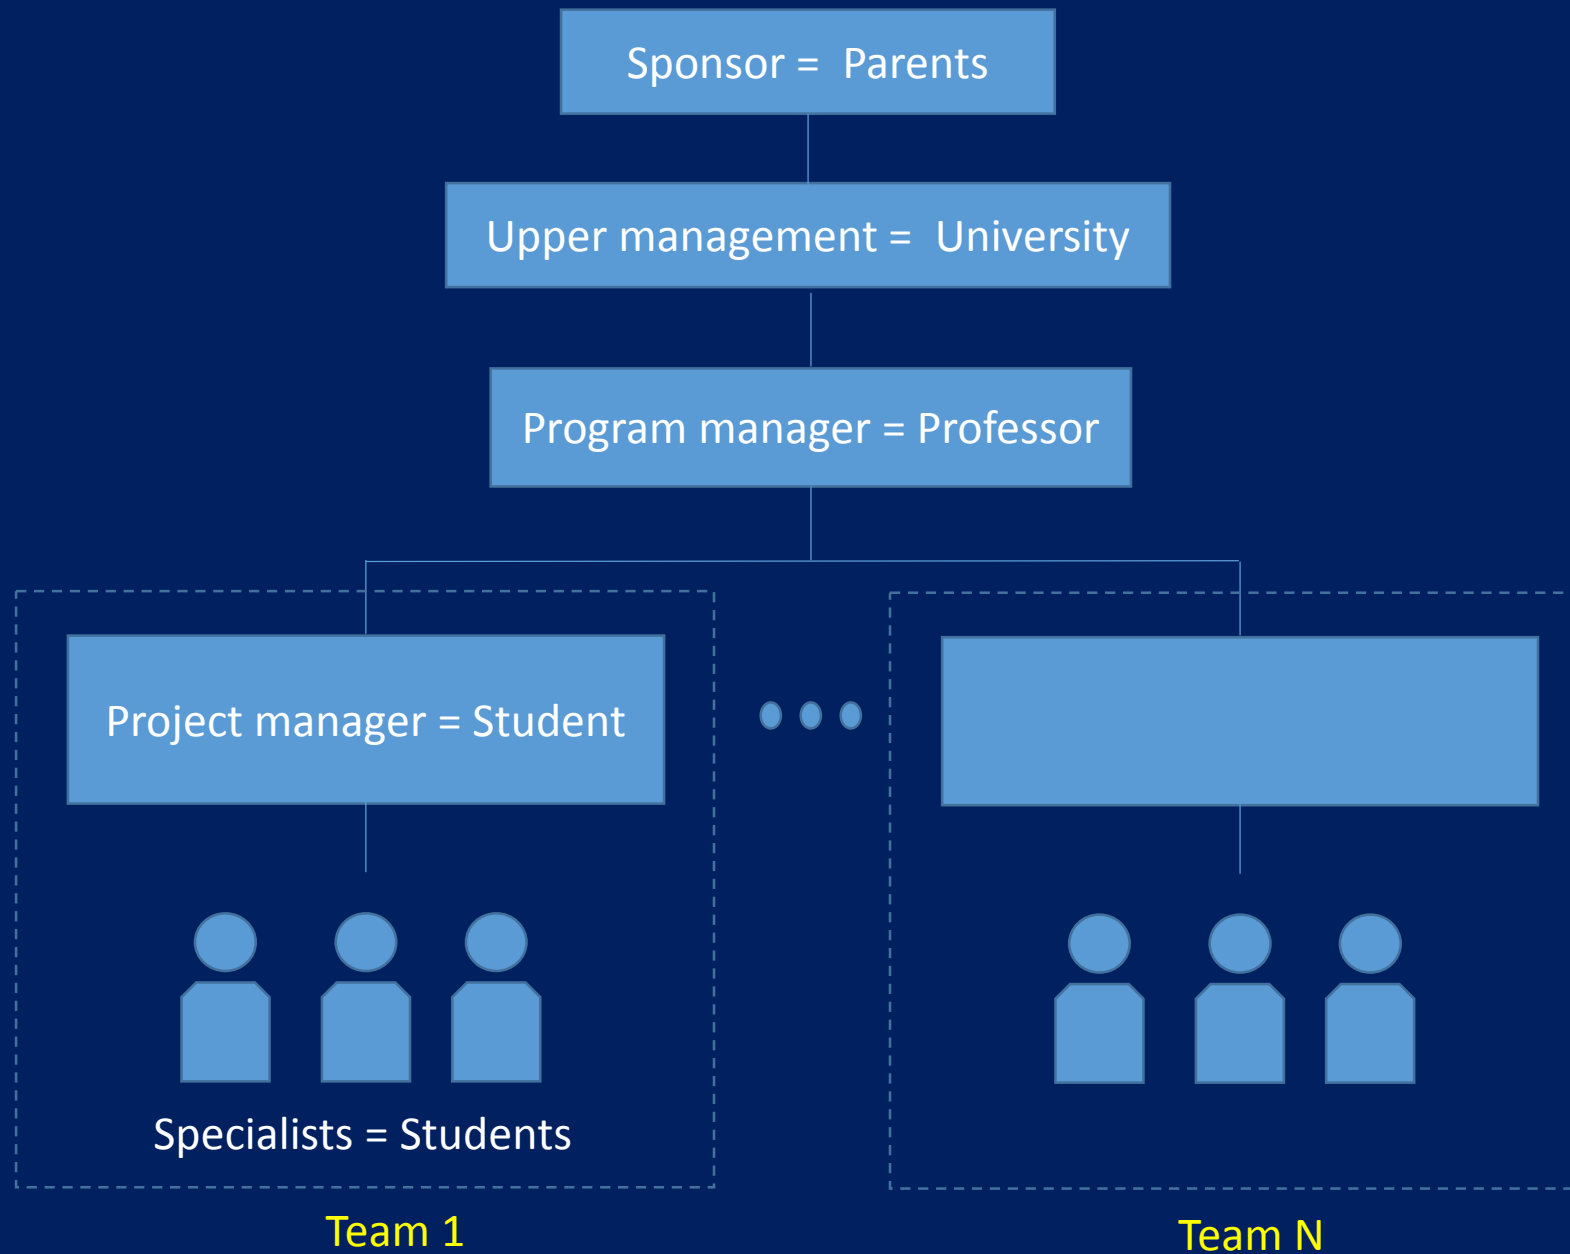 Sponsor =  Parents
Upper management =  University
Program manager = Professor
Project manager = Student
Specialists = Students
Team 1
Team N